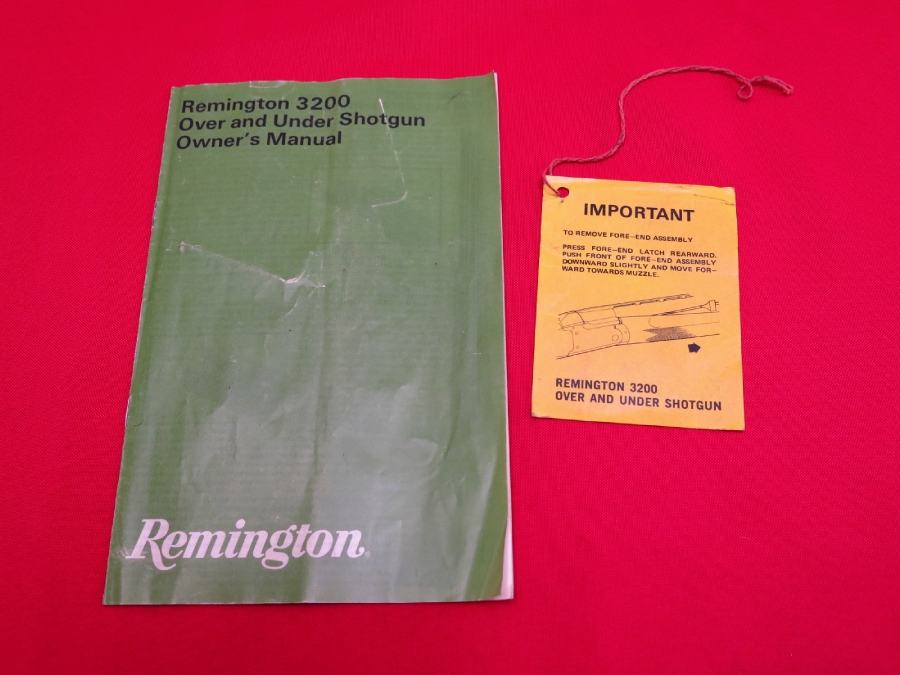 Remington 3200
Over and Under Shotgun
Owner's Manual
Remington®
IMPORTANT
TO REMOVE FORE-END ASSEMBLY
PRESS FORE-END LATCH REARWARD.
PUSH FRONT OF FORE-END ASSEMBLY
DOWNWARD SLIGHTLY AND MOVE FOR-
WARD TOWARDS MUZZLE.
REMINGTON 3200
OVER AND UNDER SHOTGUN